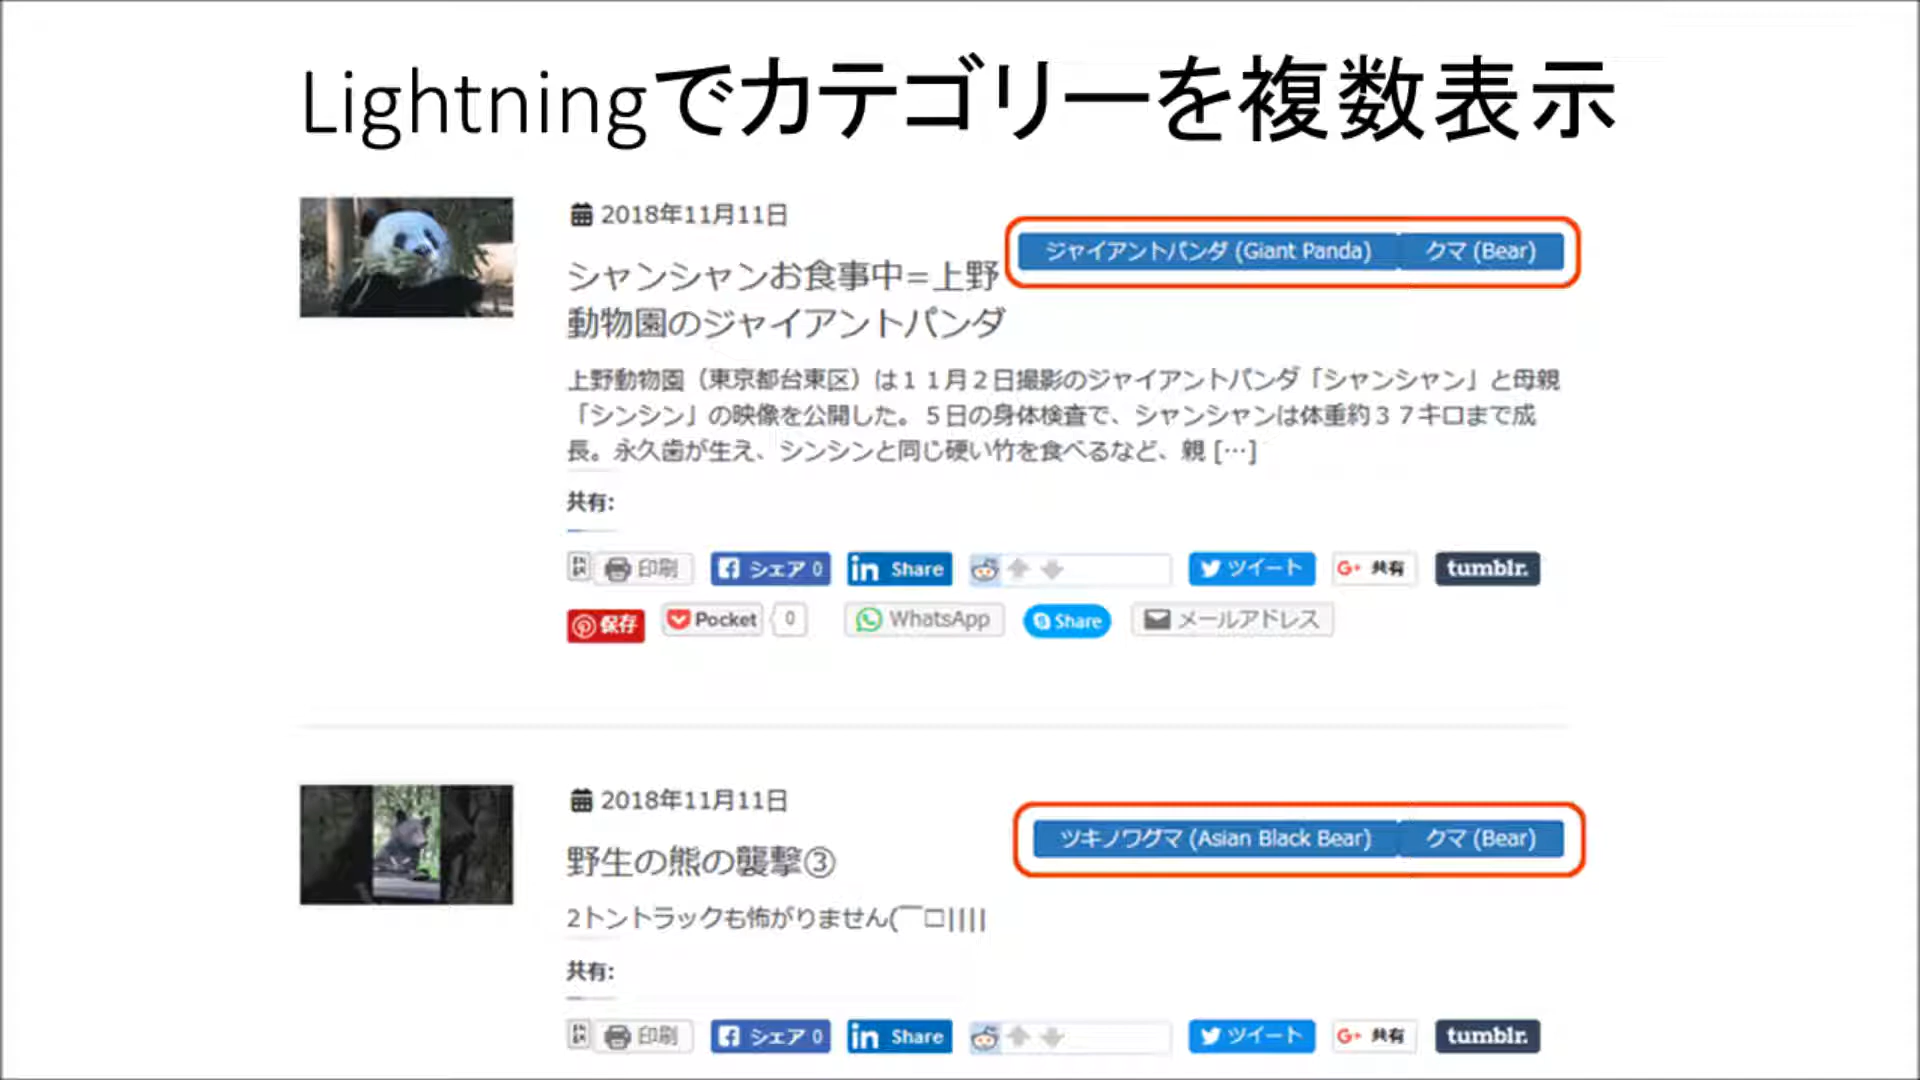 Lightningでカテゴリーを複数表示
2018年11月11日
ジャイアントパンダ (Giant Panda) クマ (Bear)
シャンシャンお食事中=上野
動物園のジャイアントパンダ
上野動物園（東京都台東区）は１１月２日撮影のジャイアントパンダ「シャンシャン」と母親
「シンシン」の映像を公開した。５日の身体検査で、シャンシャンは体重約３７キロまで成
長。永久歯が生え、シンシンと同じ硬い竹を食べるなど、親 […]
共有:
印刷 シェア 0 in Share ツイート G+ 共有 tumblr.
保存 Pocket 0 WhatsApp Share メールアドレス
2018年11月11日
ツキノワグマ (Asian Black Bear) クマ (Bear)
野生の熊の襲撃③
2トントラックも怖がりません(￣□||||
共有:
印刷 シェア 0 in Share ツイート G+ 共有 tumblr.